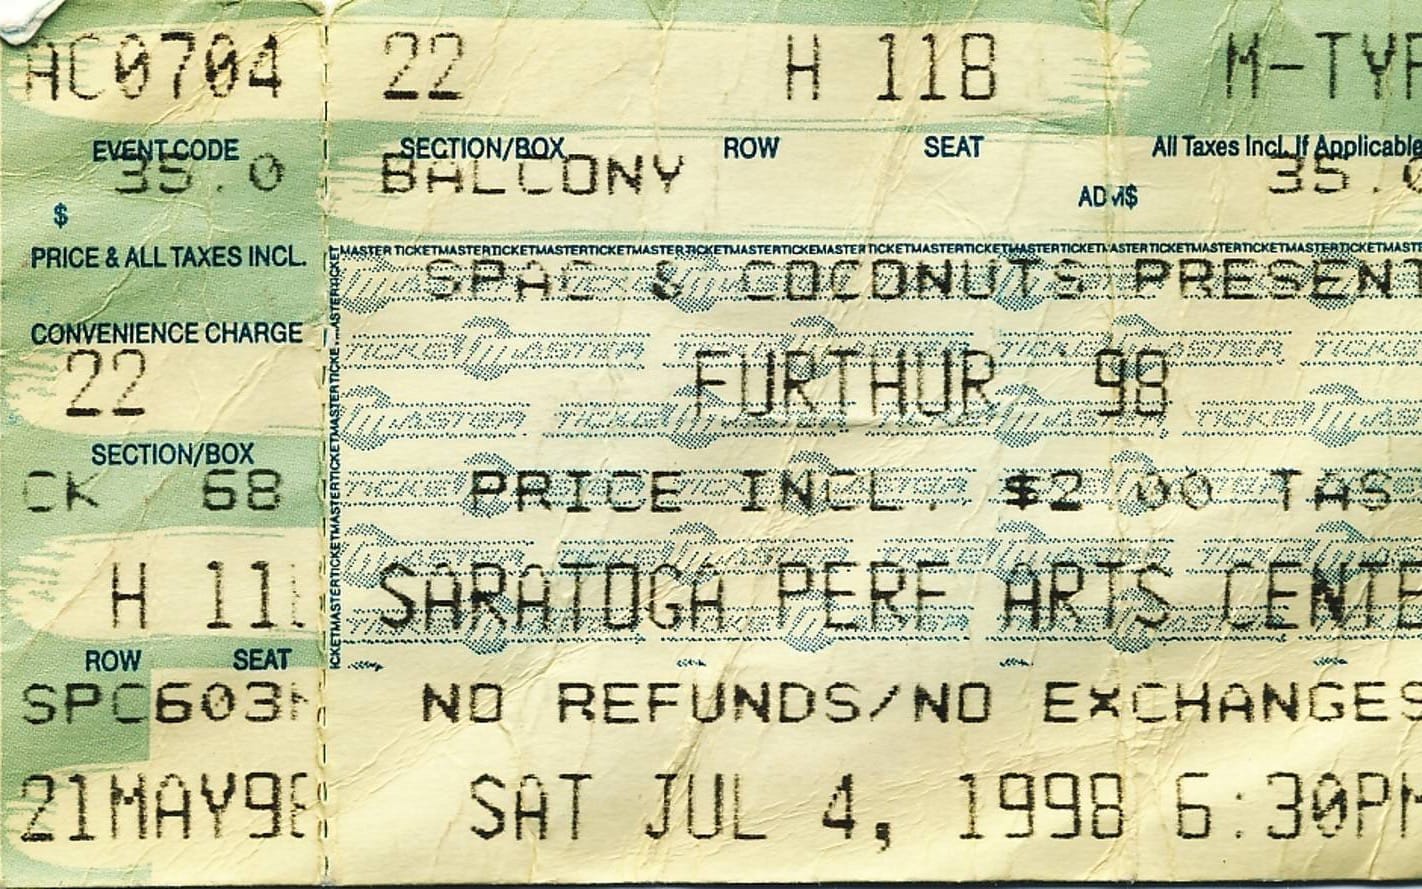 AC0704 22 H 118 M-TYP
EVENT CODE SECTION/BOX ROW SEAT All Taxes Incl. If Applicable
35.0 BALCONY ADM$ 35.0
$
PRICE & ALL TAXES INCL.
MASTERTICKETMASTERTICKETMASTERTICKETMASTERTICKETMASTERTICKEMASTERTICKETMASTERTICKETMASTERTICKETMASTERTICKETMASTE
SPAC & COCONUTS PRESENT
CONVENIENCE CHARGE
22 FURTHUR 98
SECTION/BOX
CK 68 PRICE INCL. $2.00 TAS
H 11 SARATOGA PERF ARTS CENTE
ROW SEAT
SPC603 NO REFUNDS/NO EXCHANGES
21MAY98 SAT JUL 4, 1998 6:30PM